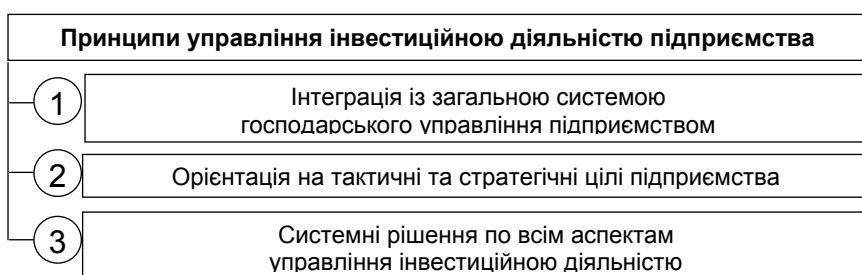 Принципи управління інвестиційною діяльністю підприємства
1
Інтеграція із загальною системою
господарського управління підприємством
2
Орієнтація на тактичні та стратегічні цілі підприємства
3
Системні рішення по всім аспектам
управління інвестиційною діяльністю